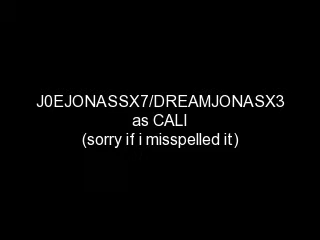 J0EJONASSX7/DREAMJONASX3
as CALI
(sorry if i misspelled it)